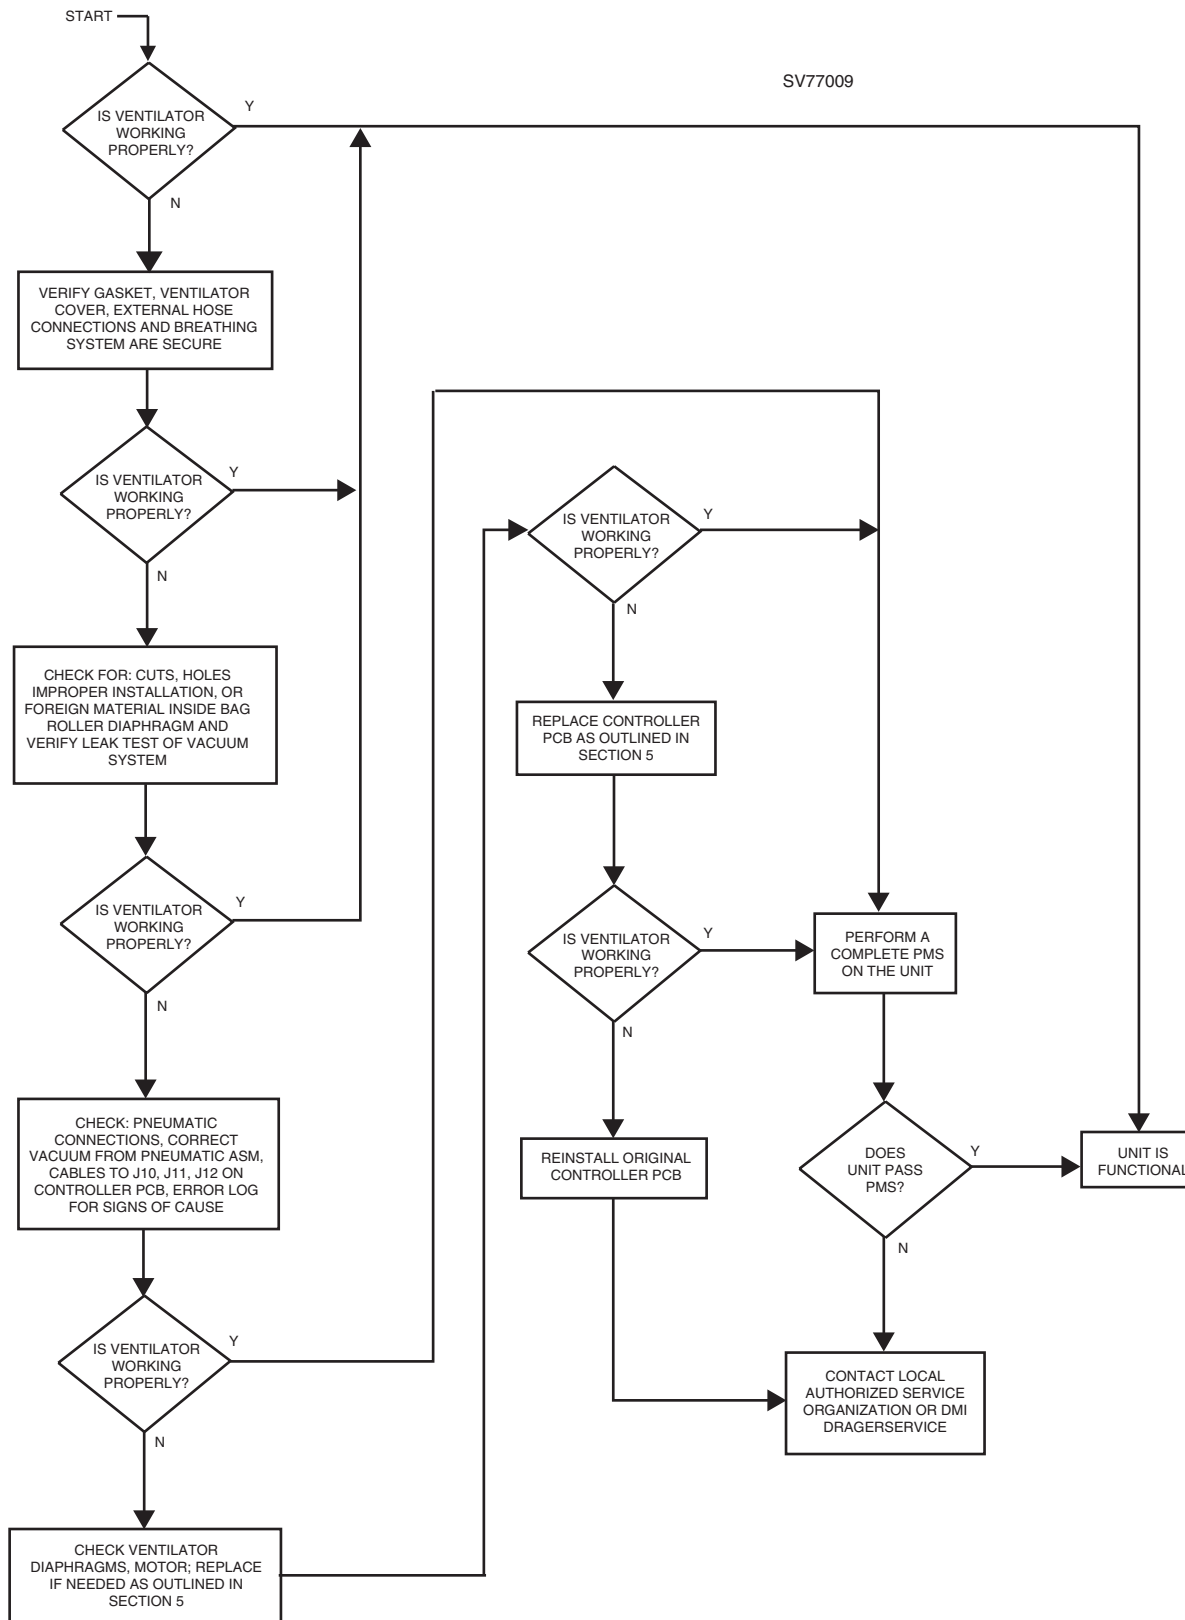 START
SV77009
IS VENTILATOR
WORKING
PROPERLY?
Y
N
VERIFY GASKET, VENTILATOR
COVER, EXTERNAL HOSE
CONNECTIONS AND BREATHING
SYSTEM ARE SECURE
IS VENTILATOR
WORKING
PROPERLY?
Y
N
CHECK FOR: CUTS, HOLES
IMPROPER INSTALLATION, OR
FOREIGN MATERIAL INSIDE BAG
ROLLER DIAPHRAGM AND
VERIFY LEAK TEST OF VACUUM
SYSTEM
IS VENTILATOR
WORKING
PROPERLY?
Y
N
CHECK: PNEUMATIC
CONNECTIONS, CORRECT
VACUUM FROM PNEUMATIC ASM,
CABLES TO J10, J11, J12 ON
CONTROLLER PCB, ERROR LOG
FOR SIGNS OF CAUSE
IS VENTILATOR
WORKING
PROPERLY?
Y
N
CHECK VENTILATOR
DIAPHRAGMS, MOTOR; REPLACE
IF NEEDED AS OUTLINED IN
SECTION 5
IS VENTILATOR
WORKING
PROPERLY?
Y
N
REPLACE CONTROLLER
PCB AS OUTLINED IN
SECTION 5
IS VENTILATOR
WORKING
PROPERLY?
Y
N
REINSTALL ORIGINAL
CONTROLLER PCB
PERFORM A
COMPLETE PMS
ON THE UNIT
DOES
UNIT PASS
PMS?
Y
N
UNIT IS
FUNCTIONAL
CONTACT LOCAL
AUTHORIZED SERVICE
ORGANIZATION OR DMI
DRAGERSERVICE